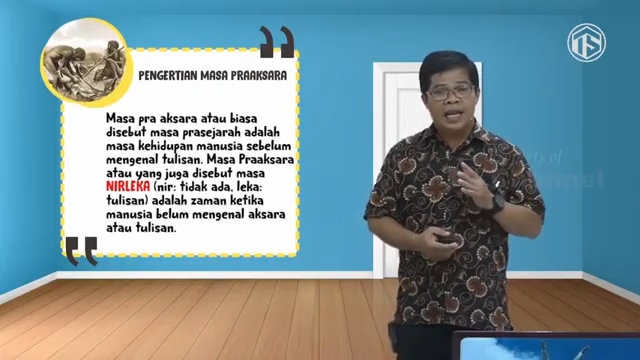 PENGERTIAN MASA PRAAKSARA
Masa pra aksara atau biasa
disebut masa prasejarah adalah
masa kehidupan manusia sebelum
mengenal tulisan. Masa Praaksara
atau yang juga disebut masa
NIRLEKA (nir: tidak ada, leka:
tulisan) adalah zaman ketika
manusia belum mengenal aksara
atau tulisan.